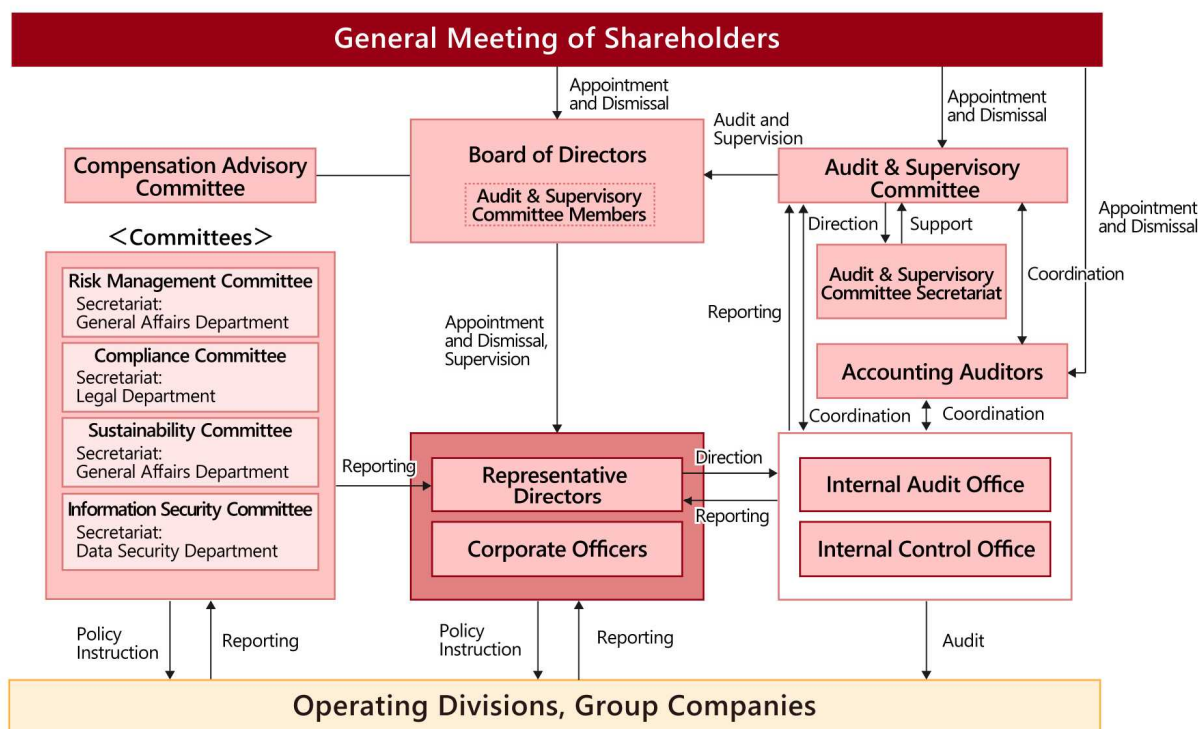 General Meeting of Shareholders
Appointment
and Dismissal
Appointment
and Dismissal
Appointment
and Dismissal
Audit and
Supervision
Compensation Advisory
Committee
Board of Directors
Audit & Supervisory
Committee Members
Audit & Supervisory
Committee
Direction
Support
Audit & Supervisory
Committee Secretariat
Coordination
Reporting
Accounting Auditors
Coordination
Coordination
<Committees>
Risk Management Committee
Secretariat:
General Affairs Department
Compliance Committee
Secretariat:
Legal Department
Sustainability Committee
Secretariat:
General Affairs Department
Information Security Committee
Secretariat:
Data Security Department
Appointment
and Dismissal,
Supervision
Reporting
Representative
Directors
Corporate Officers
Direction
Reporting
Internal Audit Office
Internal Control Office
Policy
Instruction
Reporting
Policy
Instruction
Reporting
Audit
Operating Divisions, Group Companies